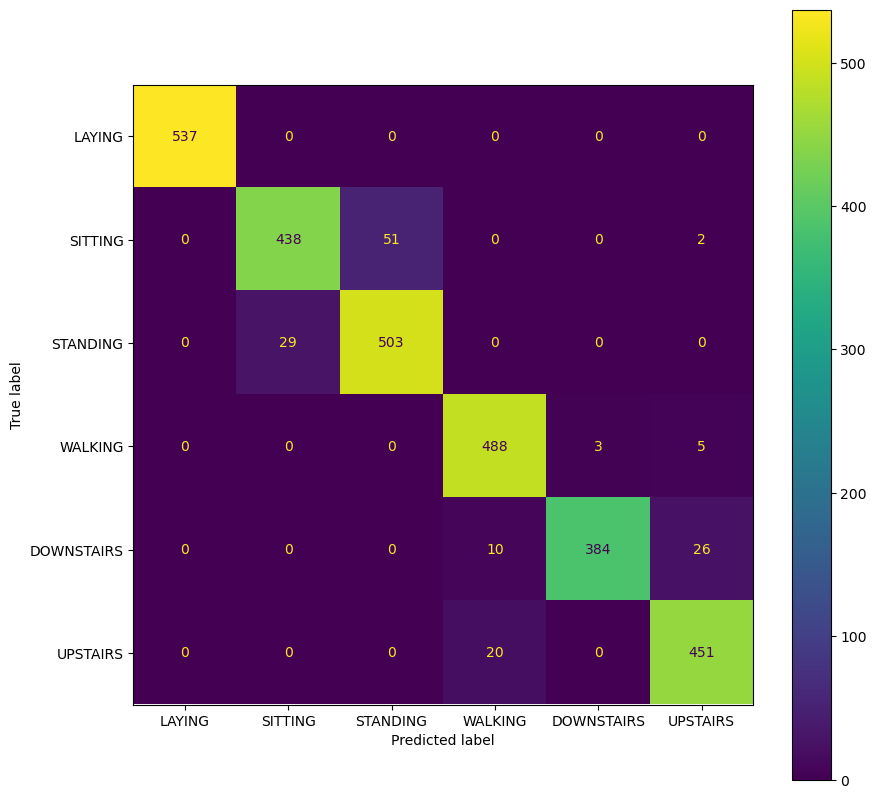 LAYING 537 0 0 0 0 0
SITTING 0 438 51 0 0 2
STANDING 0 29 503 0 0 0
WALKING 0 0 0 488 3 5
DOWNSTAIRS 0 0 0 10 384 26
UPSTAIRS 0 0 0 20 0 451
LAYING SITTING STANDING WALKING DOWNSTAIRS UPSTAIRS
Predicted label
True label
500
400
300
200
100
0